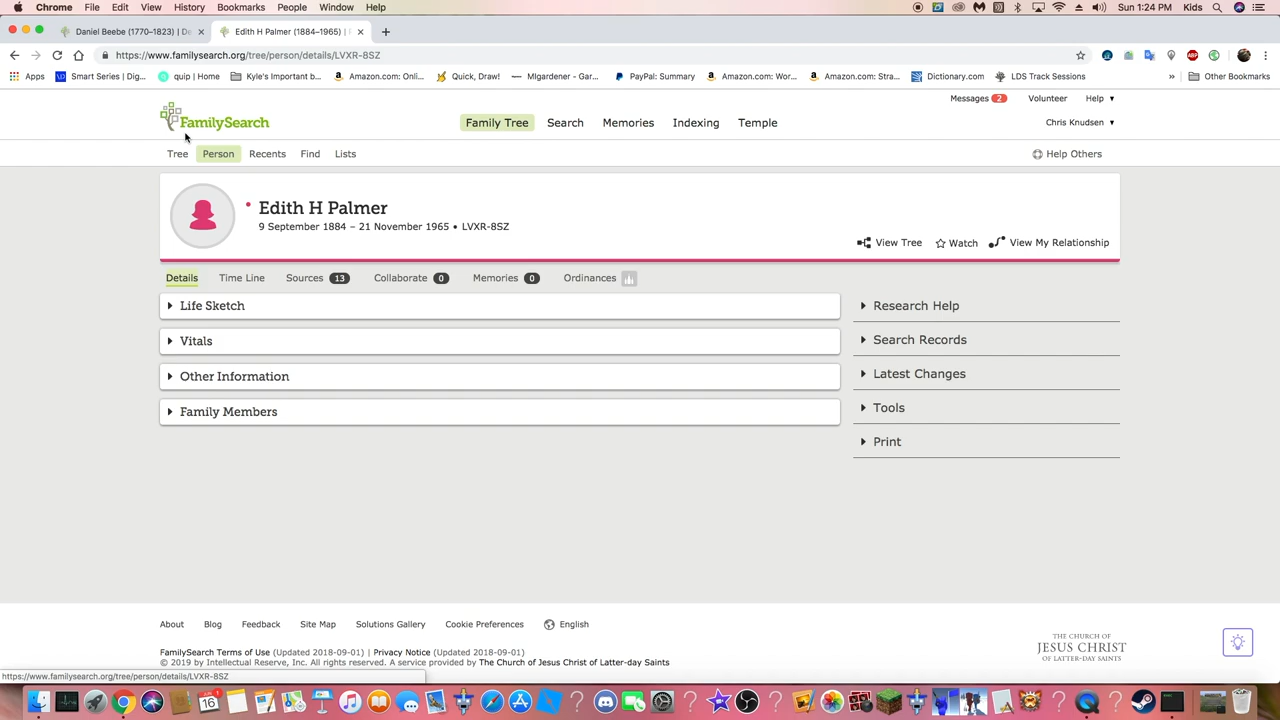 Chrome File Edit View History Bookmarks People Window Help Sun 1:24 PM Kids
Daniel Beebe (1770–1823) | De × Edith H Palmer (1884–1965) | F ×
https://www.familysearch.org/tree/person/details/LVXR-8SZ
Apps Smart Series | Dig... quip | Home Kyle's Important b... Amazon.com: Onli... Quick, Draw! MIgardener - Gar... PayPal: Summary Amazon.com: Wor... Amazon.com: Stra... Dictionary.com LDS Track Sessions » Other Bookmarks
Messages 2 Volunteer Help
FamilySearch Family Tree Search Memories Indexing Temple Chris Knudsen
Tree Person Recents Find Lists Help Others
Edith H Palmer
9 September 1884 – 21 November 1965 • LVXR-8SZ
View Tree Watch View My Relationship
Details Time Line Sources 13 Collaborate 0 Memories 0 Ordinances
Life Sketch
Vitals
Other Information
Family Members
Research Help
Search Records
Latest Changes
Tools
Print
About Blog Feedback Site Map Solutions Gallery Cookie Preferences English
FamilySearch Terms of Use (Updated 2018-09-01) | Privacy Notice (Updated 2018-09-01)
© 2019 by Intellectual Reserve, Inc. All rights reserved. A service provided by The Church of Jesus Christ of Latter-day Saints
THE CHURCH OF
JESUS CHRIST
OF LATTER-DAY SAINTS
https://www.familysearch.org/tree/person/details/LVXR-8SZ
16 1